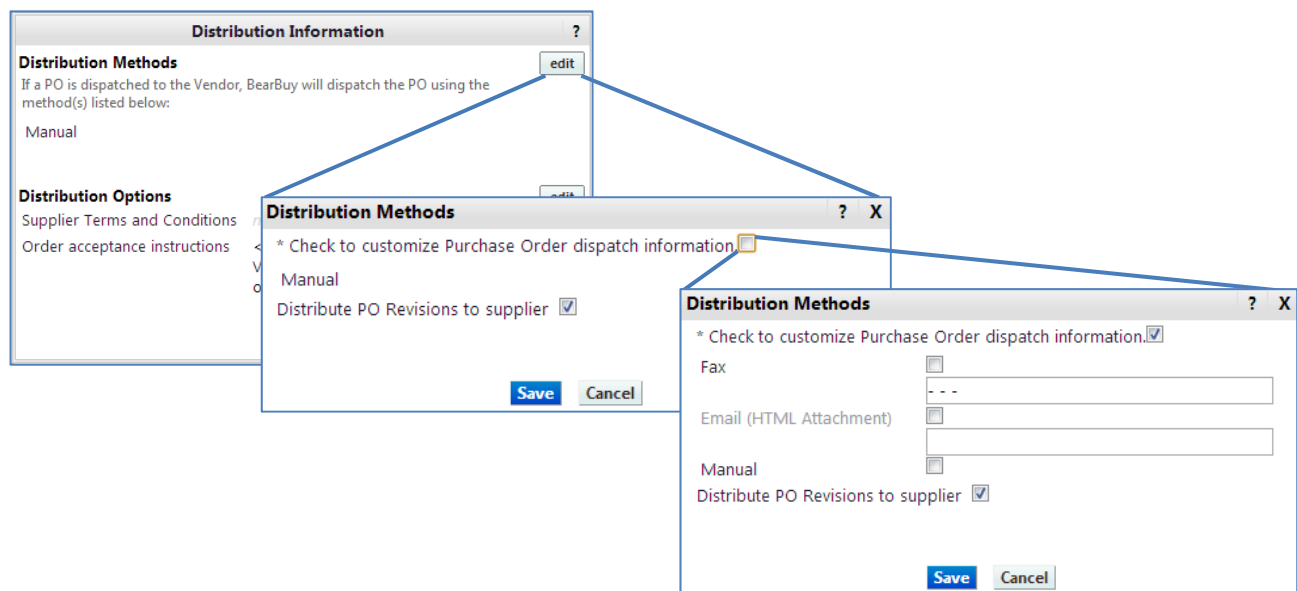 Distribution Information ?
Distribution Methods edit
If a PO is dispatched to the Vendor, BearBuy will dispatch the PO using the
method(s) listed below:
Manual
Distribution Options
Supplier Terms and Conditions
Order acceptance instructions <
V
o
Distribution Methods ? X
* Check to customize Purchase Order dispatch information.
Manual
Distribute PO Revisions to supplier
Save Cancel
Distribution Methods ? X
* Check to customize Purchase Order dispatch information.
Fax
- - -
Email (HTML Attachment)
Manual
Distribute PO Revisions to supplier
Save Cancel